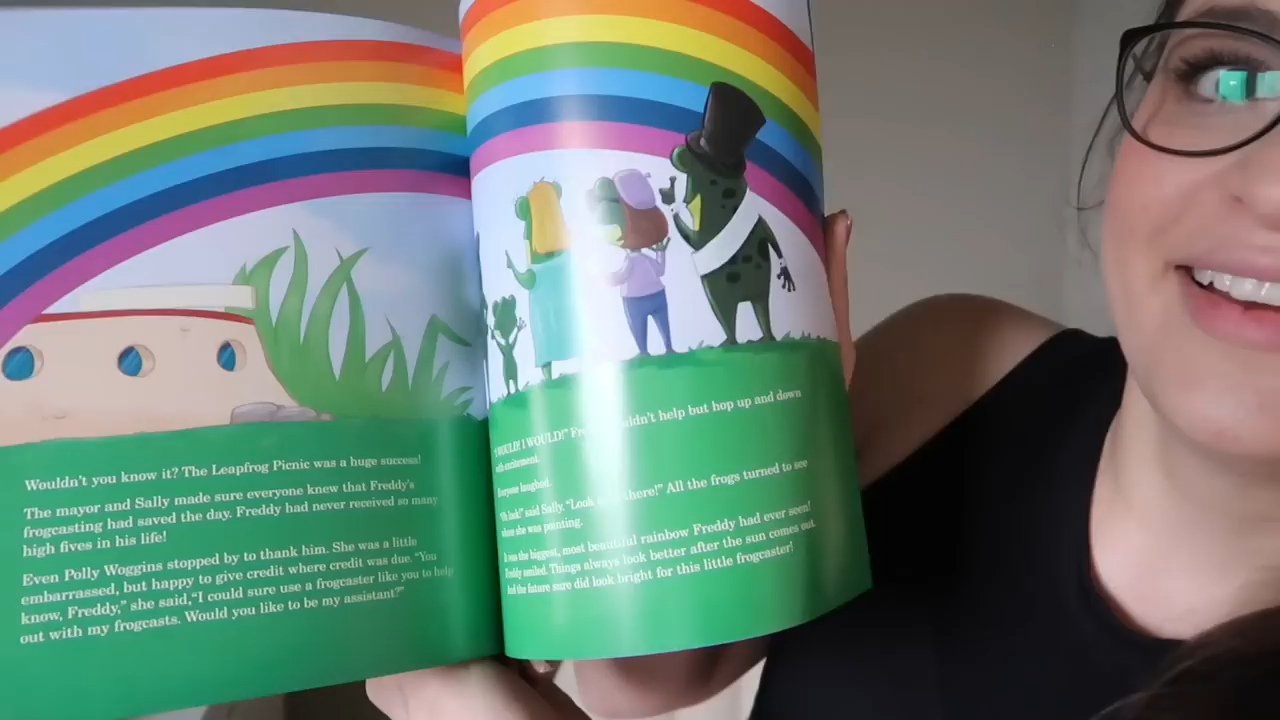 Wouldn't you know it? The Leapfrog Picnic was a huge success!
The mayor and Sally made sure everyone knew that Freddy's
frogcasting had saved the day. Freddy had never received so many
high fives in his life!
Even Polly Woggins stopped by to thank him. She was a little
embarrassed, but happy to give credit where credit was due. "You
know, Freddy," she said, "I could sure use a frogcaster like you to help
out with my frogcasts. Would you like to be my assistant?"
WOULD! I WOULD!" help but hop up and down
with excitement.
Everyone laughed.
look!" said Sally. "Look there!" All the frogs turned to see
she was pointing.
It was the biggest, most beautiful rainbow Freddy had ever seen!
Freddy smiled. Things always look better after the sun comes out.
And the future sure did look bright for this little frogcaster!